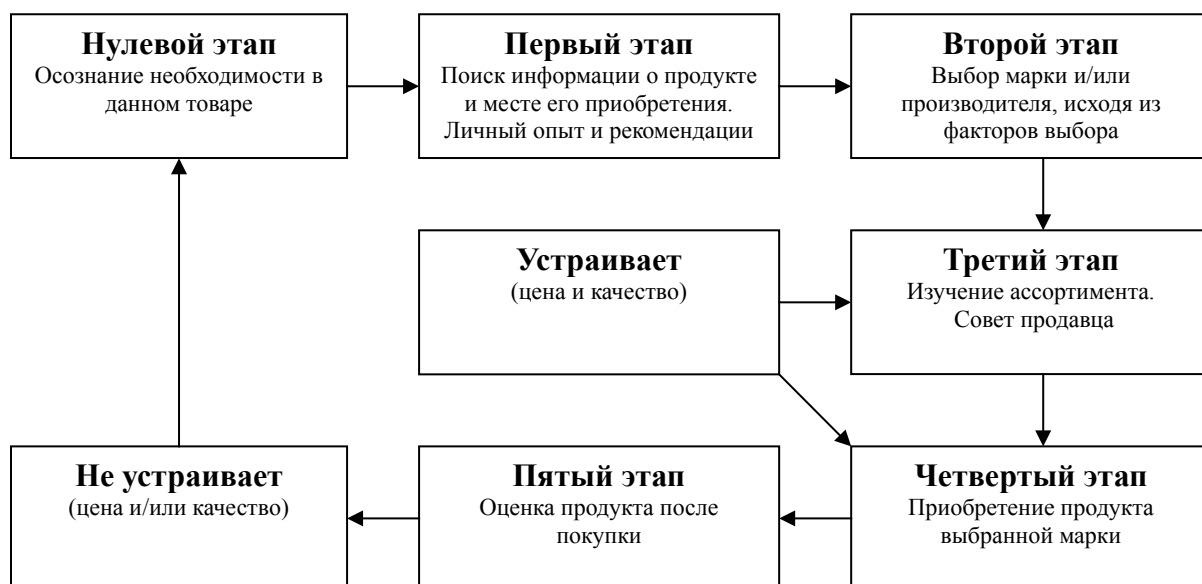 Нулевой этап
Осознание необходимости в
данном товаре
Первый этап
Поиск информации о продукте
и месте его приобретения.
Личный опыт и рекомендации
Второй этап
Выбор марки и/или
производителя, исходя из
факторов выбора
Устраивает
(цена и качество)
Третий этап
Изучение ассортимента.
Совет продавца
Не устраивает
(цена и/или качество)
Пятый этап
Оценка продукта после
покупки
Четвертый этап
Приобретение продукта
выбранной марки